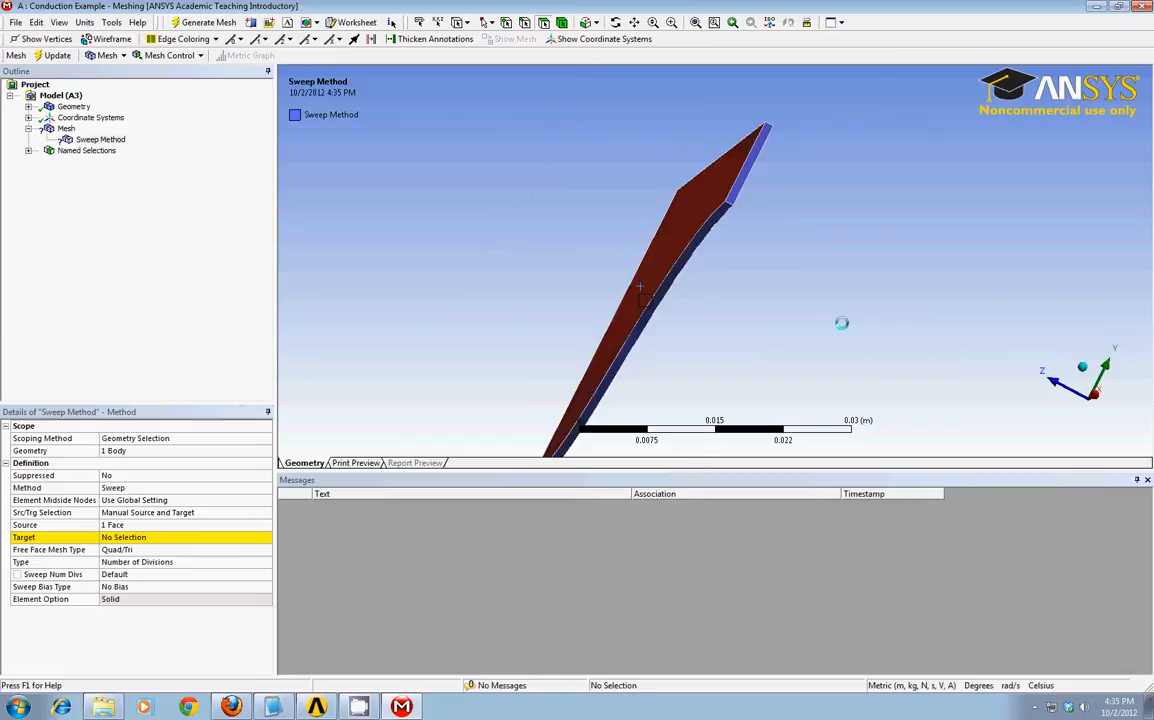 A : Conduction Example - Meshing [ANSYS Academic Teaching Introductory]
File Edit View Units Tools Help Generate Mesh Worksheet
Show Vertices Wireframe Edge Coloring Thicken Annotations Show Mesh Show Coordinate Systems
Mesh Update Mesh Mesh Control Metric Graph
Outline
Project
Model (A3)
Geometry
Coordinate Systems
Mesh
Sweep Method
Named Selections
Sweep Method
10/2/2012 4:35 PM
Sweep Method
ANSYS
Noncommercial use only
Y
Z
X
0.015
0.03 (m)
0.0075
0.022
Geometry Print Preview Report Preview
Details of "Sweep Method" - Method
Scope
Scoping Method Geometry Selection
Geometry 1 Body
Definition
Suppressed No
Method Sweep
Element Midside Nodes Use Global Setting
Src/Trg Selection Manual Source and Target
Source 1 Face
Target No Selection
Free Face Mesh Type Quad/Tri
Type Number of Divisions
Sweep Num Divs Default
Sweep Bias Type No Bias
Element Option Solid
Messages
Text Association Timestamp
Press F1 for Help No Messages No Selection Metric (m, kg, N, s, V, A) Degrees rad/s Celsius
4:35 PM
10/2/2012